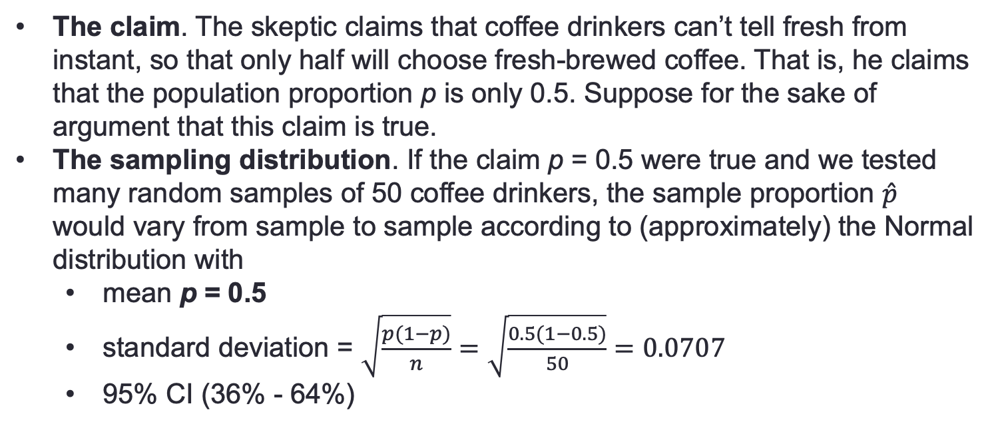 • The claim. The skeptic claims that coffee drinkers can’t tell fresh from
instant, so that only half will choose fresh-brewed coffee. That is, he claims
that the population proportion p is only 0.5. Suppose for the sake of
argument that this claim is true.
• The sampling distribution. If the claim p = 0.5 were true and we tested
many random samples of 50 coffee drinkers, the sample proportion p̂
would vary from sample to sample according to (approximately) the Normal
distribution with
• mean p = 0.5
• standard deviation = √(p(1−p)/n) = √(0.5(1−0.5)/50) = 0.0707
• 95% CI (36% - 64%)